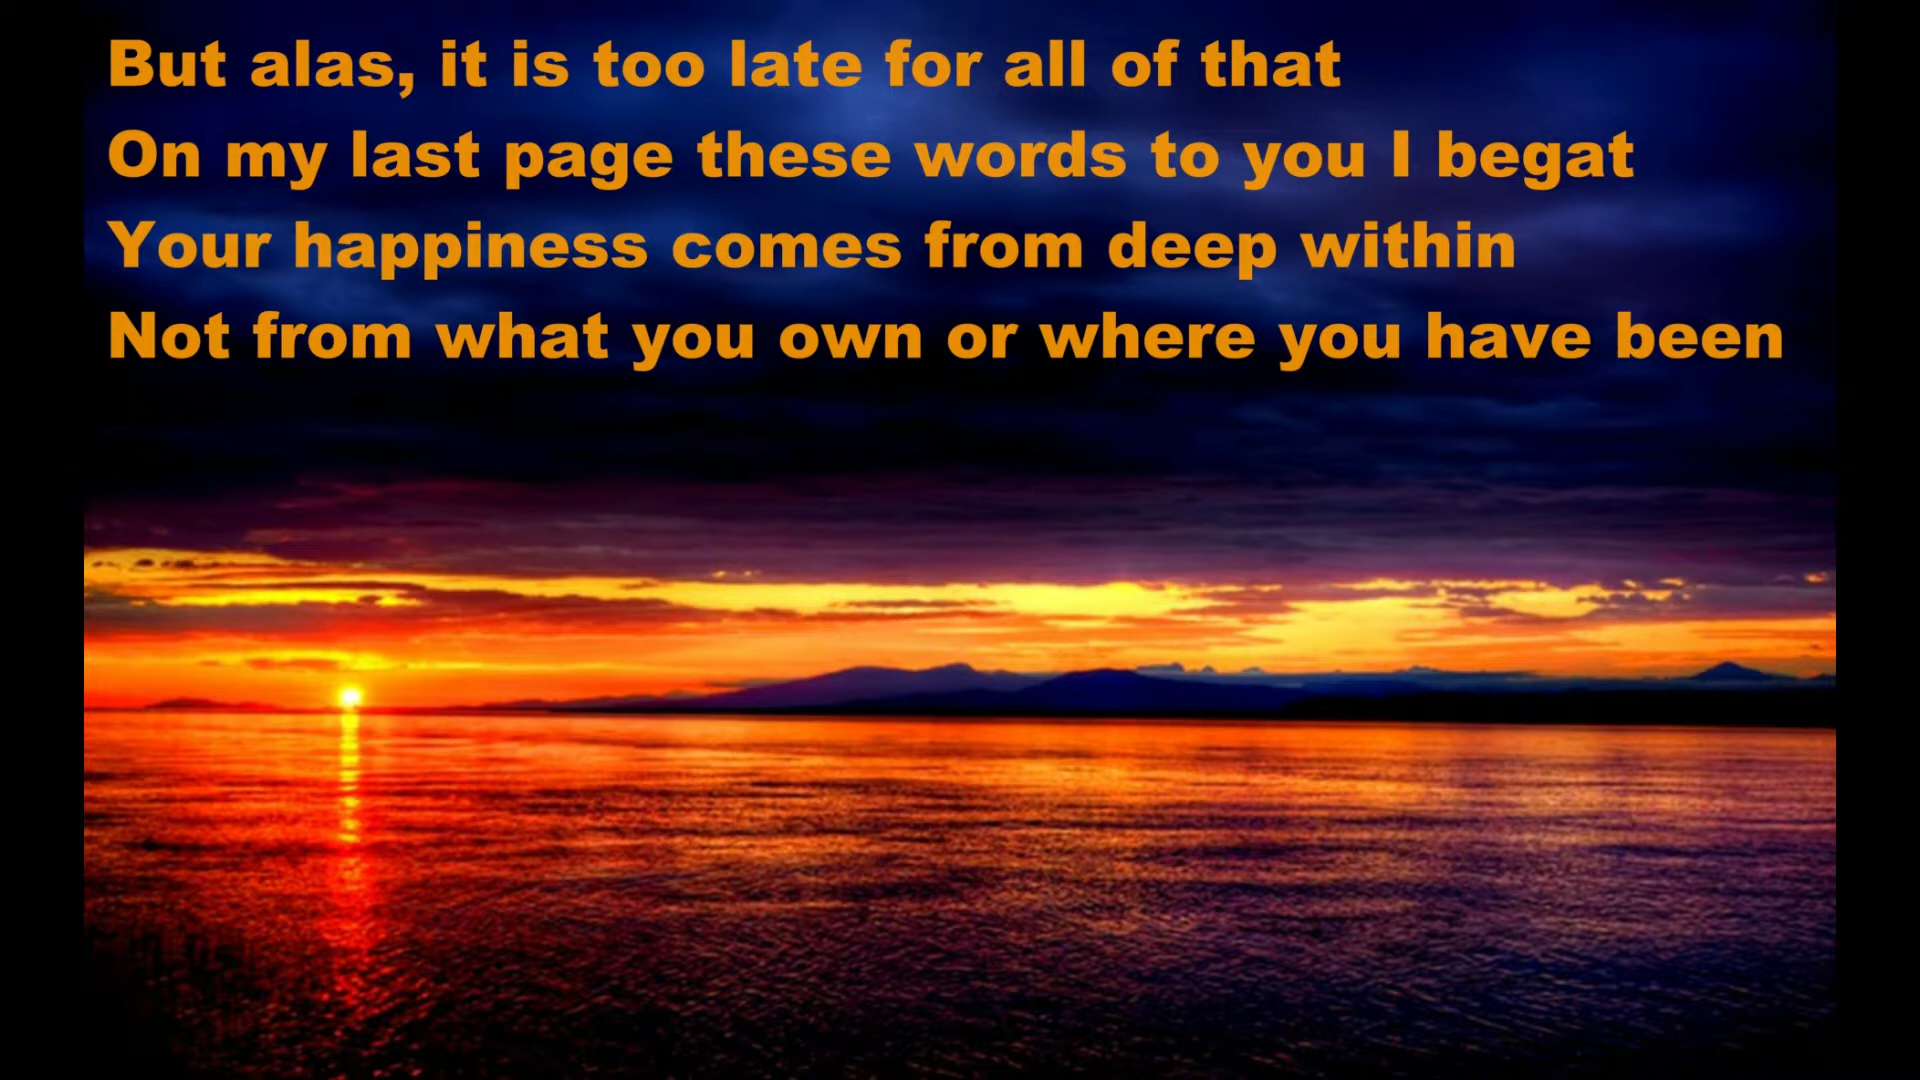 But alas, it is too late for all of that
On my last page these words to you I begat
Your happiness comes from deep within
Not from what you own or where you have been